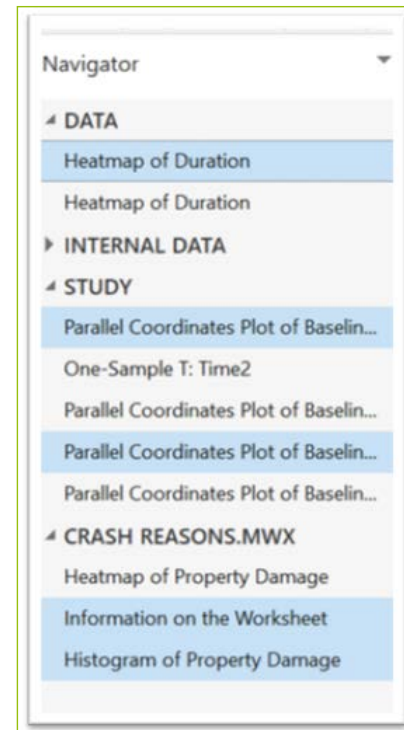 Navigator
DATA
Heatmap of Duration
Heatmap of Duration
INTERNAL DATA
STUDY
Parallel Coordinates Plot of Baselin...
One-Sample T: Time2
Parallel Coordinates Plot of Baselin...
Parallel Coordinates Plot of Baselin...
Parallel Coordinates Plot of Baselin...
CRASH REASONS.MWX
Heatmap of Property Damage
Information on the Worksheet
Histogram of Property Damage